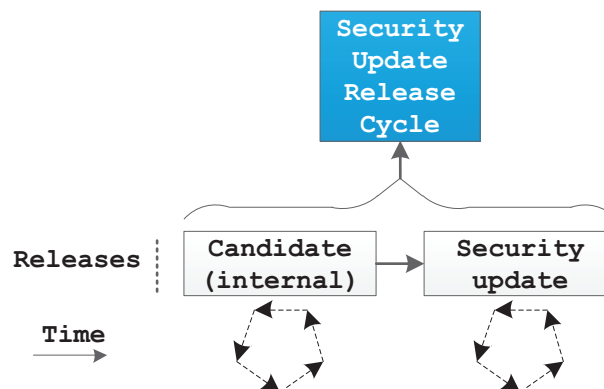 Security
Update
Release
Cycle
Releases
Candidate
(internal)
Security
update
Time